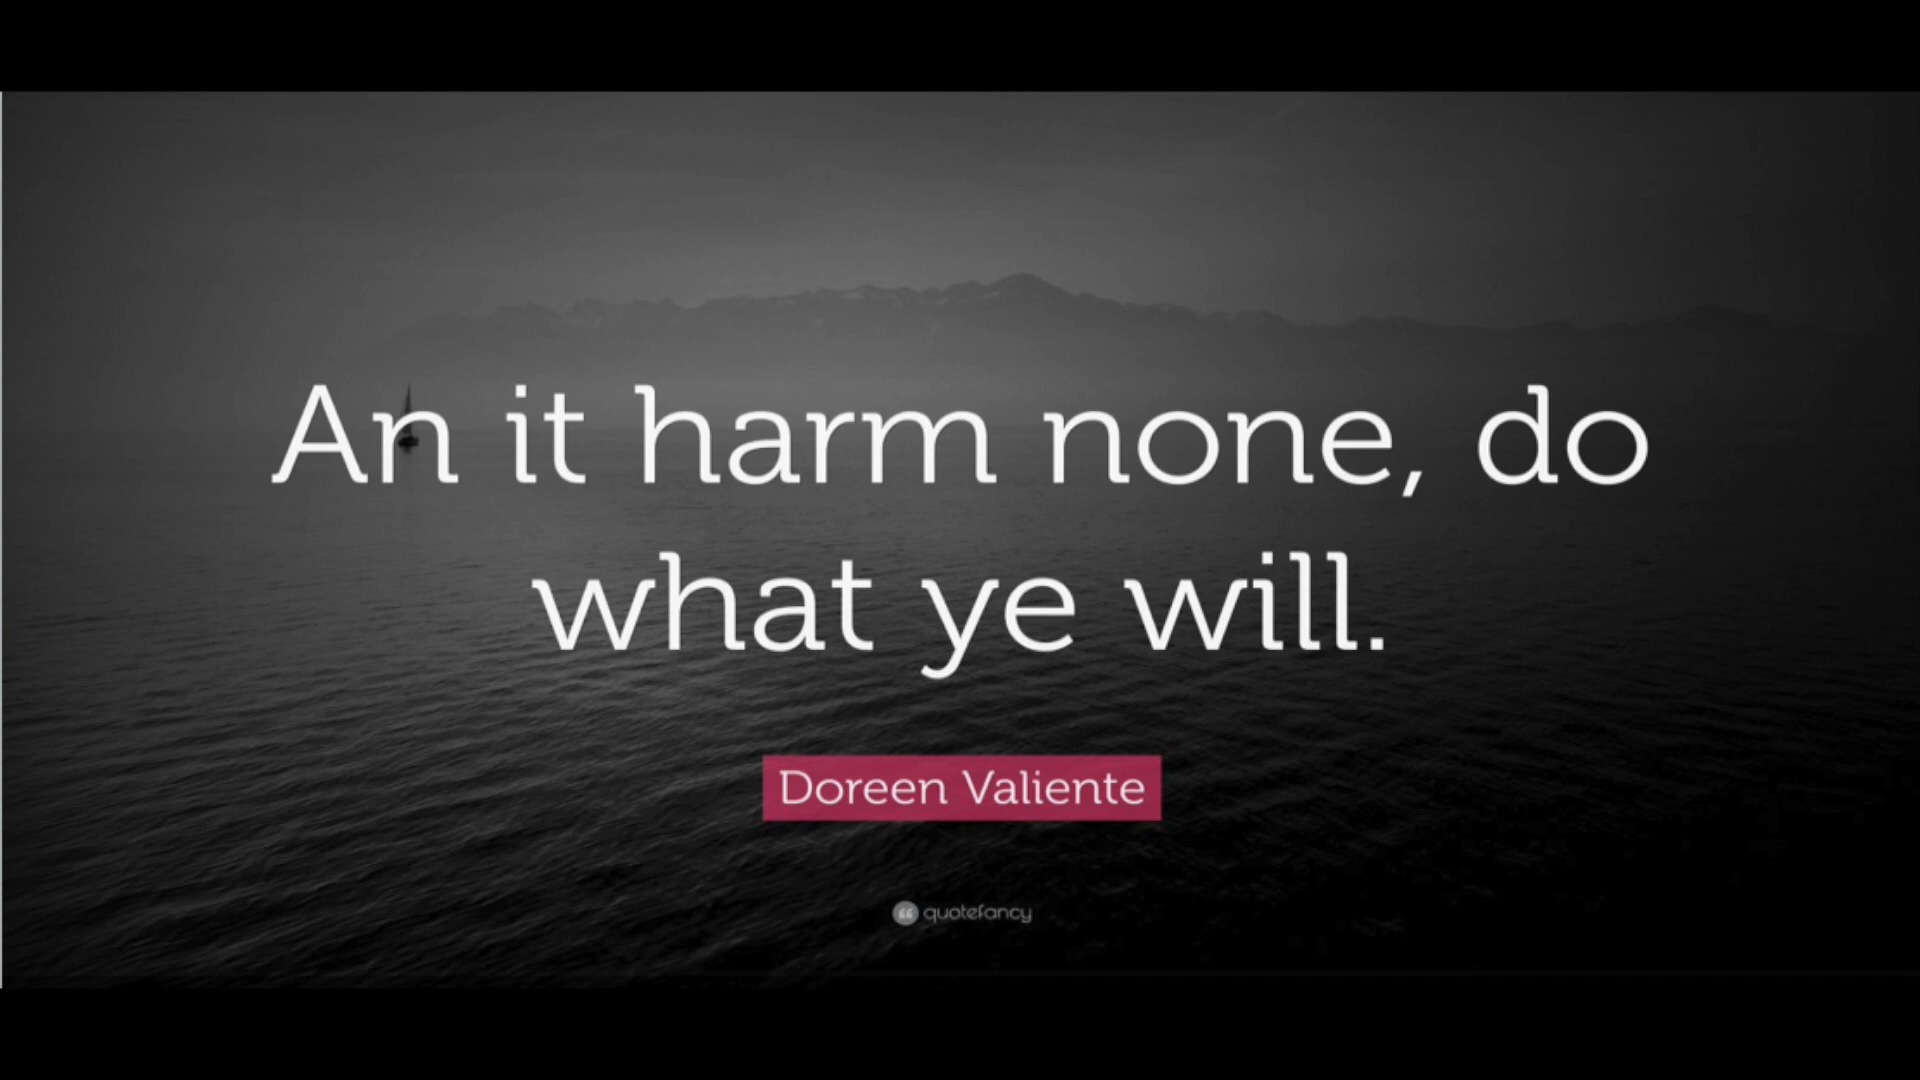 An it harm none, do
what ye will.
Doreen Valiente
quotefancy